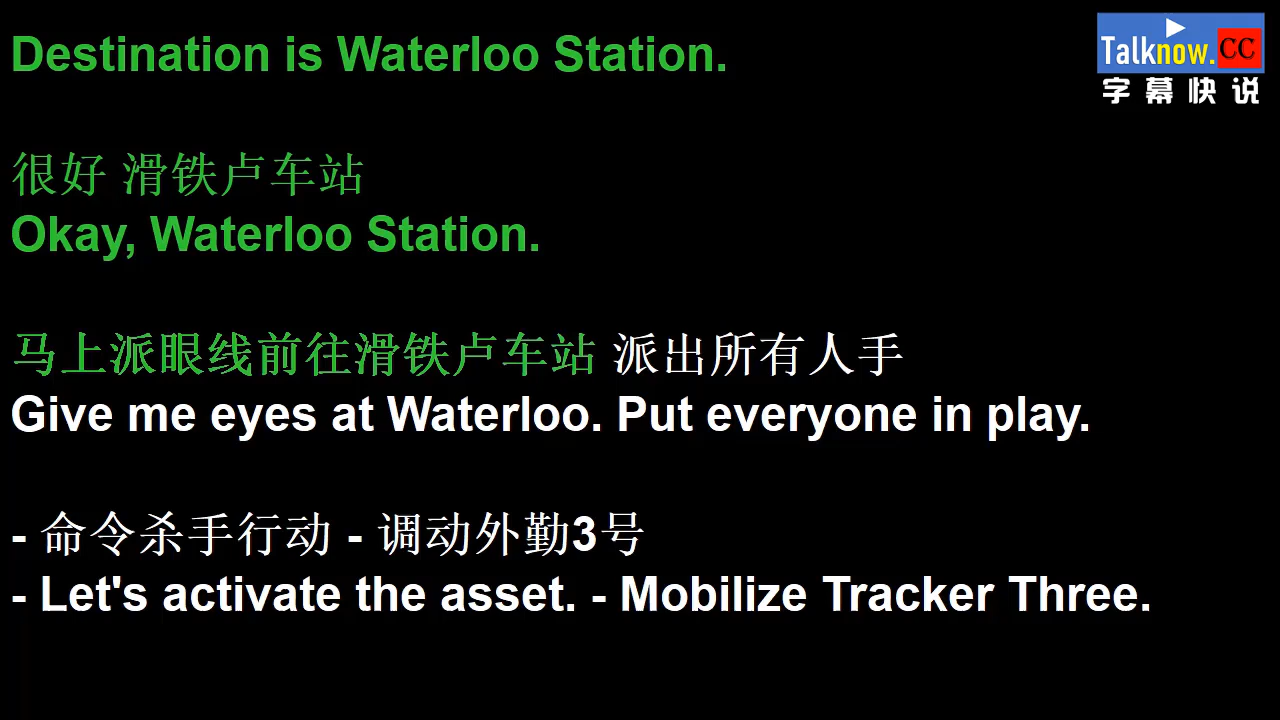 Destination is Waterloo Station.
Talknow.CC
字幕快说
很好 滑铁卢车站
Okay, Waterloo Station.
马上派眼线前往滑铁卢车站 派出所有人手
Give me eyes at Waterloo. Put everyone in play.
- 命令杀手行动 - 调动外勤3号
- Let's activate the asset. - Mobilize Tracker Three.